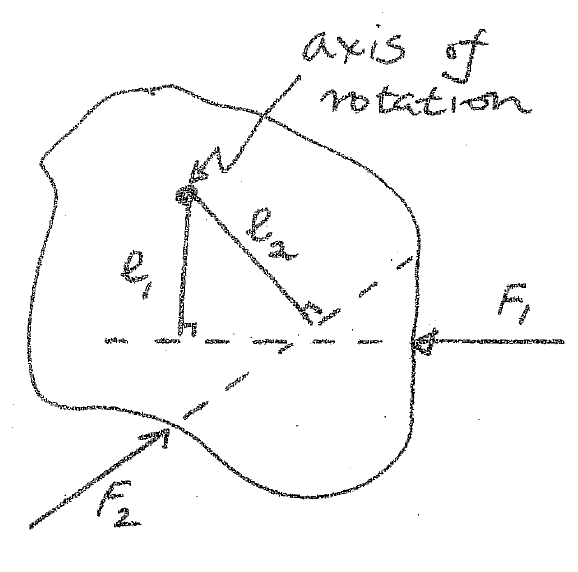 axis of
rotation
l₂
l₁
F₁
F₂